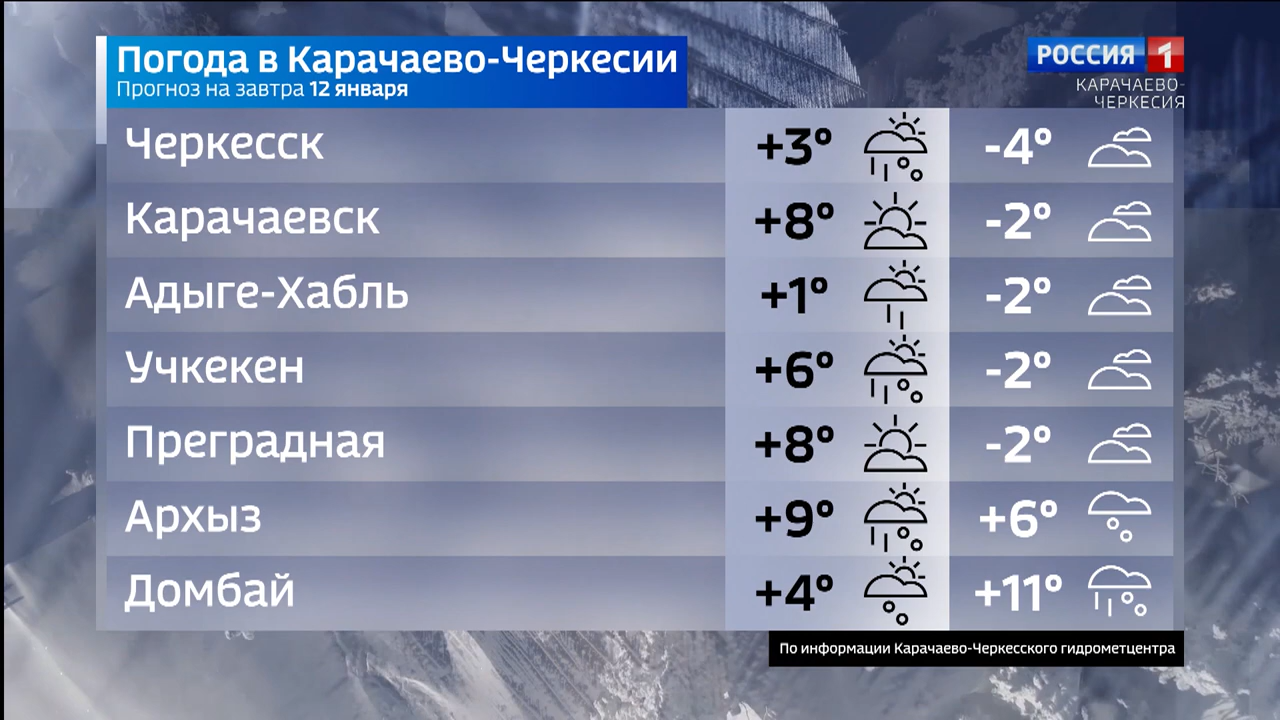 Погода в Карачаево-Черкесии
Прогноз на завтра 12 января
РОССИЯ 1
КАРАЧАЕВО-
ЧЕРКЕСИЯ
Черкесск +3° -4°
Карачаевск +8° -2°
Адыге-Хабль +1° -2°
Учкекен +6° -2°
Преградная +8° -2°
Архыз +9° +6°
Домбай +4° +11°
По информации Карачаево-Черкесского гидрометцентра